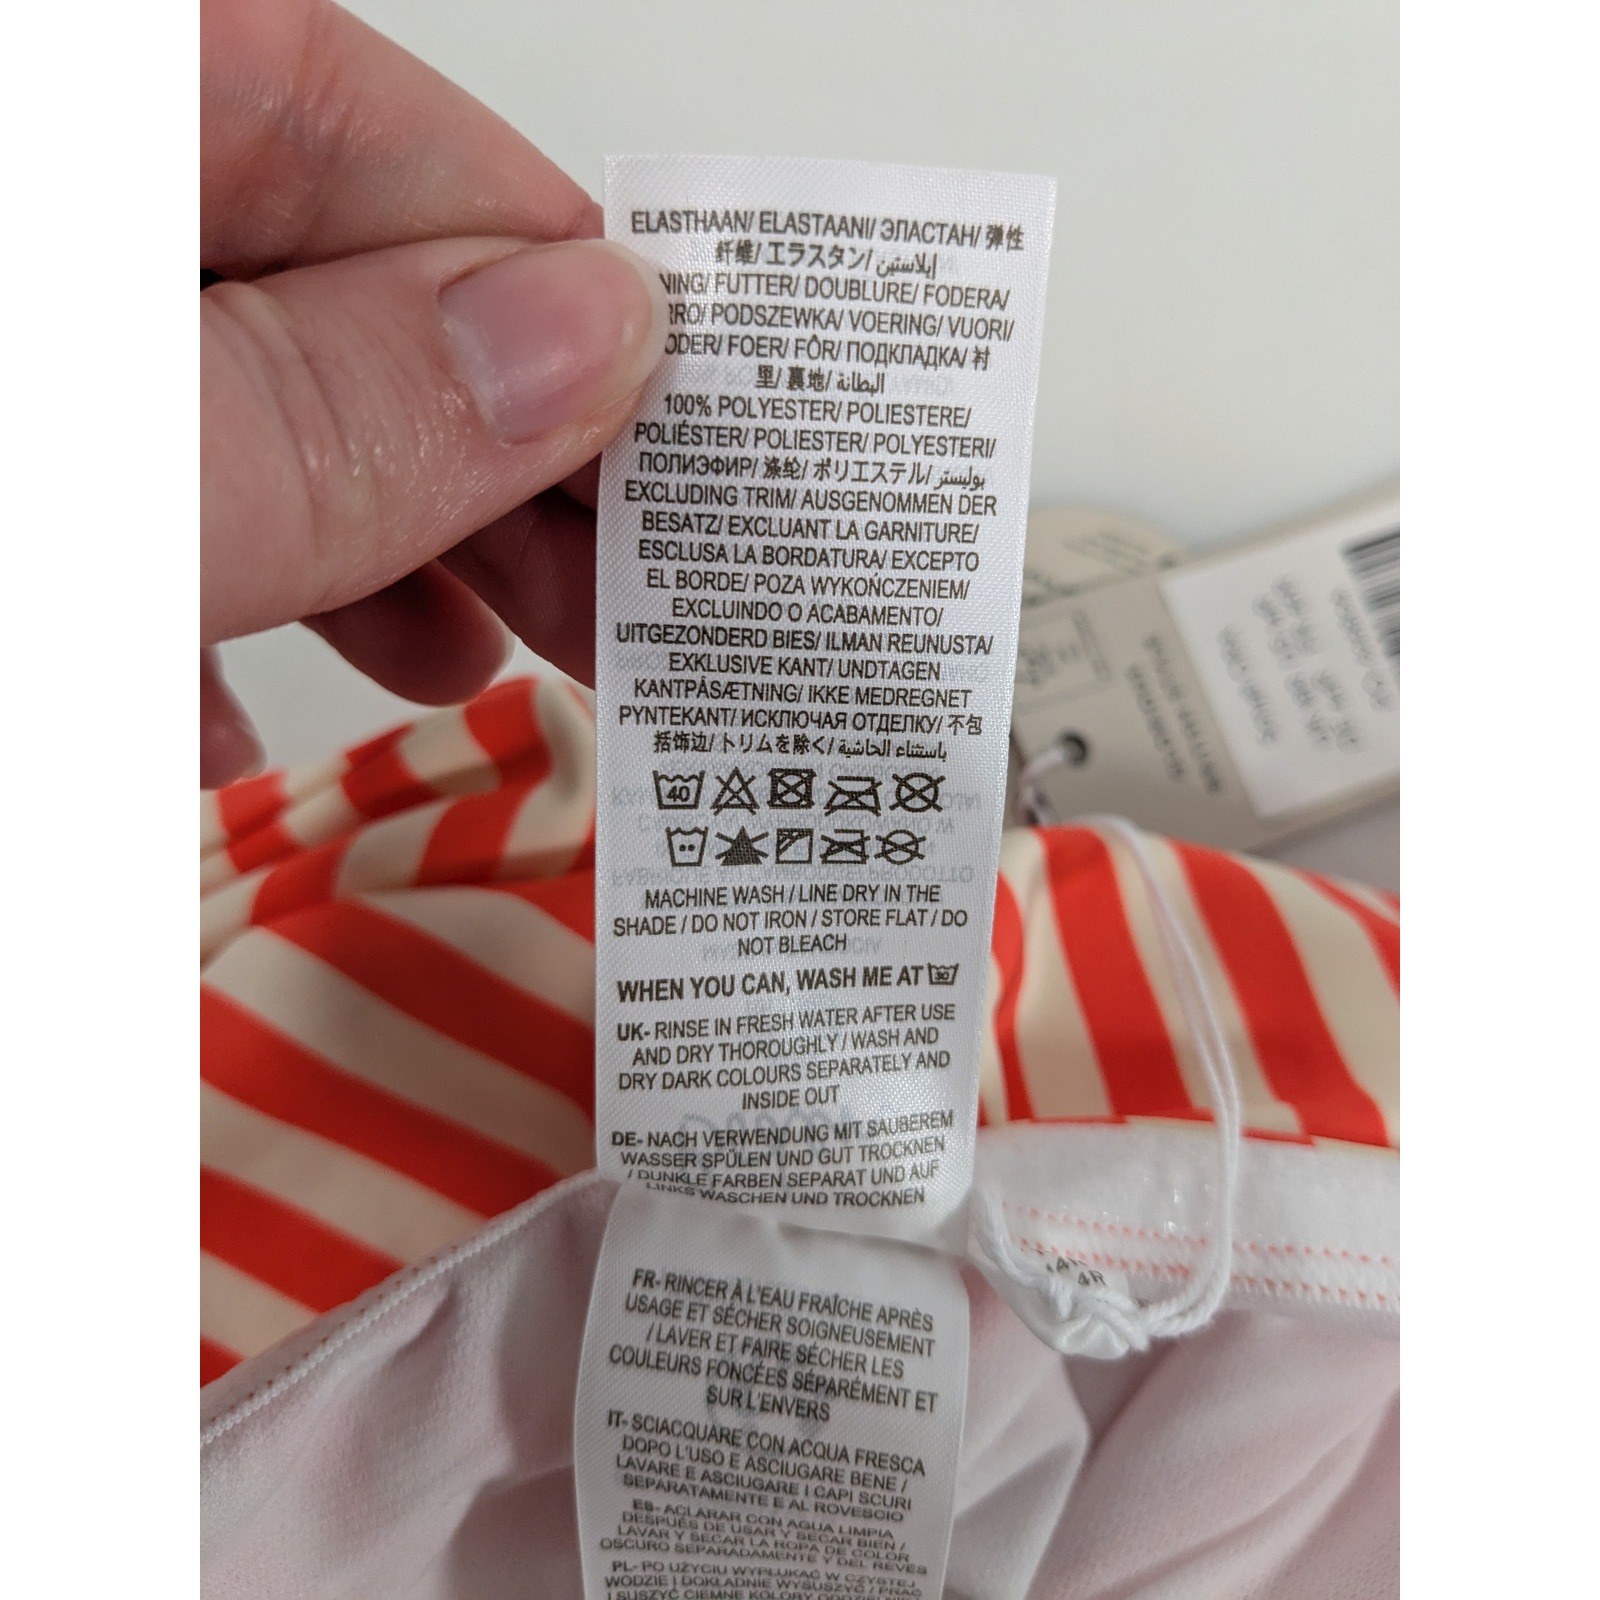 ELASTHAAN/ ELASTAANI/ ЭЛАСТАН/ 弹性
纤维/ エラスタン/ إيلاستين
NING/ FUTTER/ DOUBLURE/ FODERA/
RRO/ PODSZEWKA/ VOERING/ VUORI/
ODER/ FOER/ FÔR/ ПОДКЛАДКА/ 衬
里/ 裏地/ البطانة
100% POLYESTER/ POLIESTERE/
POLIÉSTER/ POLIESTER/ POLYESTERI/
ПОЛИЭФИР/ 涤纶/ ポリエステル/ بوليستر
EXCLUDING TRIM/ AUSGENOMMEN DER
BESATZ/ EXCLUANT LA GARNITURE/
ESCLUSA LA BORDATURA/ EXCEPTO
EL BORDE/ POZA WYKOŃCZENIEM/
EXCLUINDO O ACABAMENTO/
UITGEZONDERD BIES/ ILMAN REUNUSTA/
EXKLUSIVE KANT/ UNDTAGEN
KANTPÅSÆTNING/ IKKE MEDREGNET
PYNTEKANT/ ИСКЛЮЧАЯ ОТДЕЛКУ/ 不包
括饰边/ トリムを除く/ باستثناء الحاشية
40
MACHINE WASH / LINE DRY IN THE
SHADE / DO NOT IRON / STORE FLAT / DO
NOT BLEACH
WHEN YOU CAN, WASH ME AT 30
UK- RINSE IN FRESH WATER AFTER USE
AND DRY THOROUGHLY / WASH AND
DRY DARK COLOURS SEPARATELY AND
INSIDE OUT
DE- NACH VERWENDUNG MIT SAUBEREM
WASSER SPÜLEN UND GUT TROCKNEN
/ DUNKLE FARBEN SEPARAT UND AUF
LINKS WASCHEN UND TROCKNEN
FR- RINCER À L'EAU FRAÎCHE APRÈS
USAGE ET SÉCHER SOIGNEUSEMENT
/ LAVER ET FAIRE SÉCHER LES
COULEURS FONCÉES SÉPARÉMENT ET
SUR L'ENVERS
IT- SCIACQUARE CON ACQUA FRESCA
DOPO L'USO E ASCIUGARE BENE /
LAVARE E ASCIUGARE I CAPI SCURI
SEPARATAMENTE E AL ROVESCIO
ES- ACLARAR CON AGUA LIMPIA
DESPUÉS DE USAR Y SECAR BIEN /
LAVAR Y SECAR LA ROPA DE COLOR
OSCURO SEPARADAMENTE Y DEL REVÉS
PL- PO UŻYCIU WYPŁUKAĆ W CZYSTEJ
WODZIE I DOKŁADNIE WYSUSZYĆ / PRAĆ
I SUSZYĆ CIEMNE KOLORY
4R